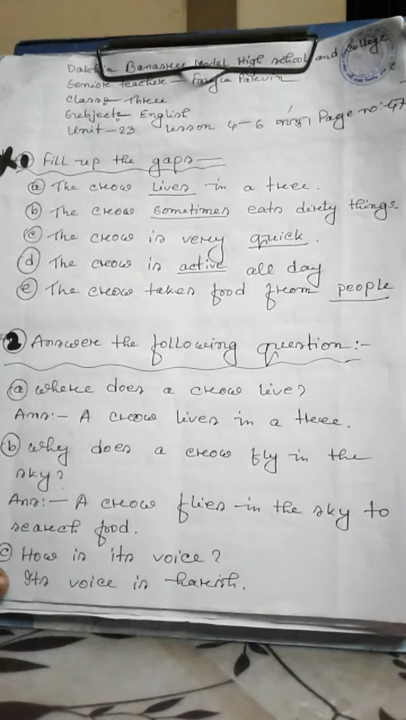 Banasree Model High school and college
Seniore teacher - Farzia Parvin
Class - Three
Subject - English
Unit - 23 Lesson 4-6 বাংলা Page no: 47
1 Fill up the gaps
(a) The crow lives in a tree.
(b) The crow sometimes eats dirty things.
(c) The crow is very quick.
(d) The crow is active all day
(e) The crow takes food from people
2 Answer the following question:-
(a) where does a crow live?
Ans:- A crow lives in a tree.
(b) why does a crow fly in the
sky?
Ans:- A crow flies in the sky to
search food.
(c) How is its voice?
Its voice is harish.